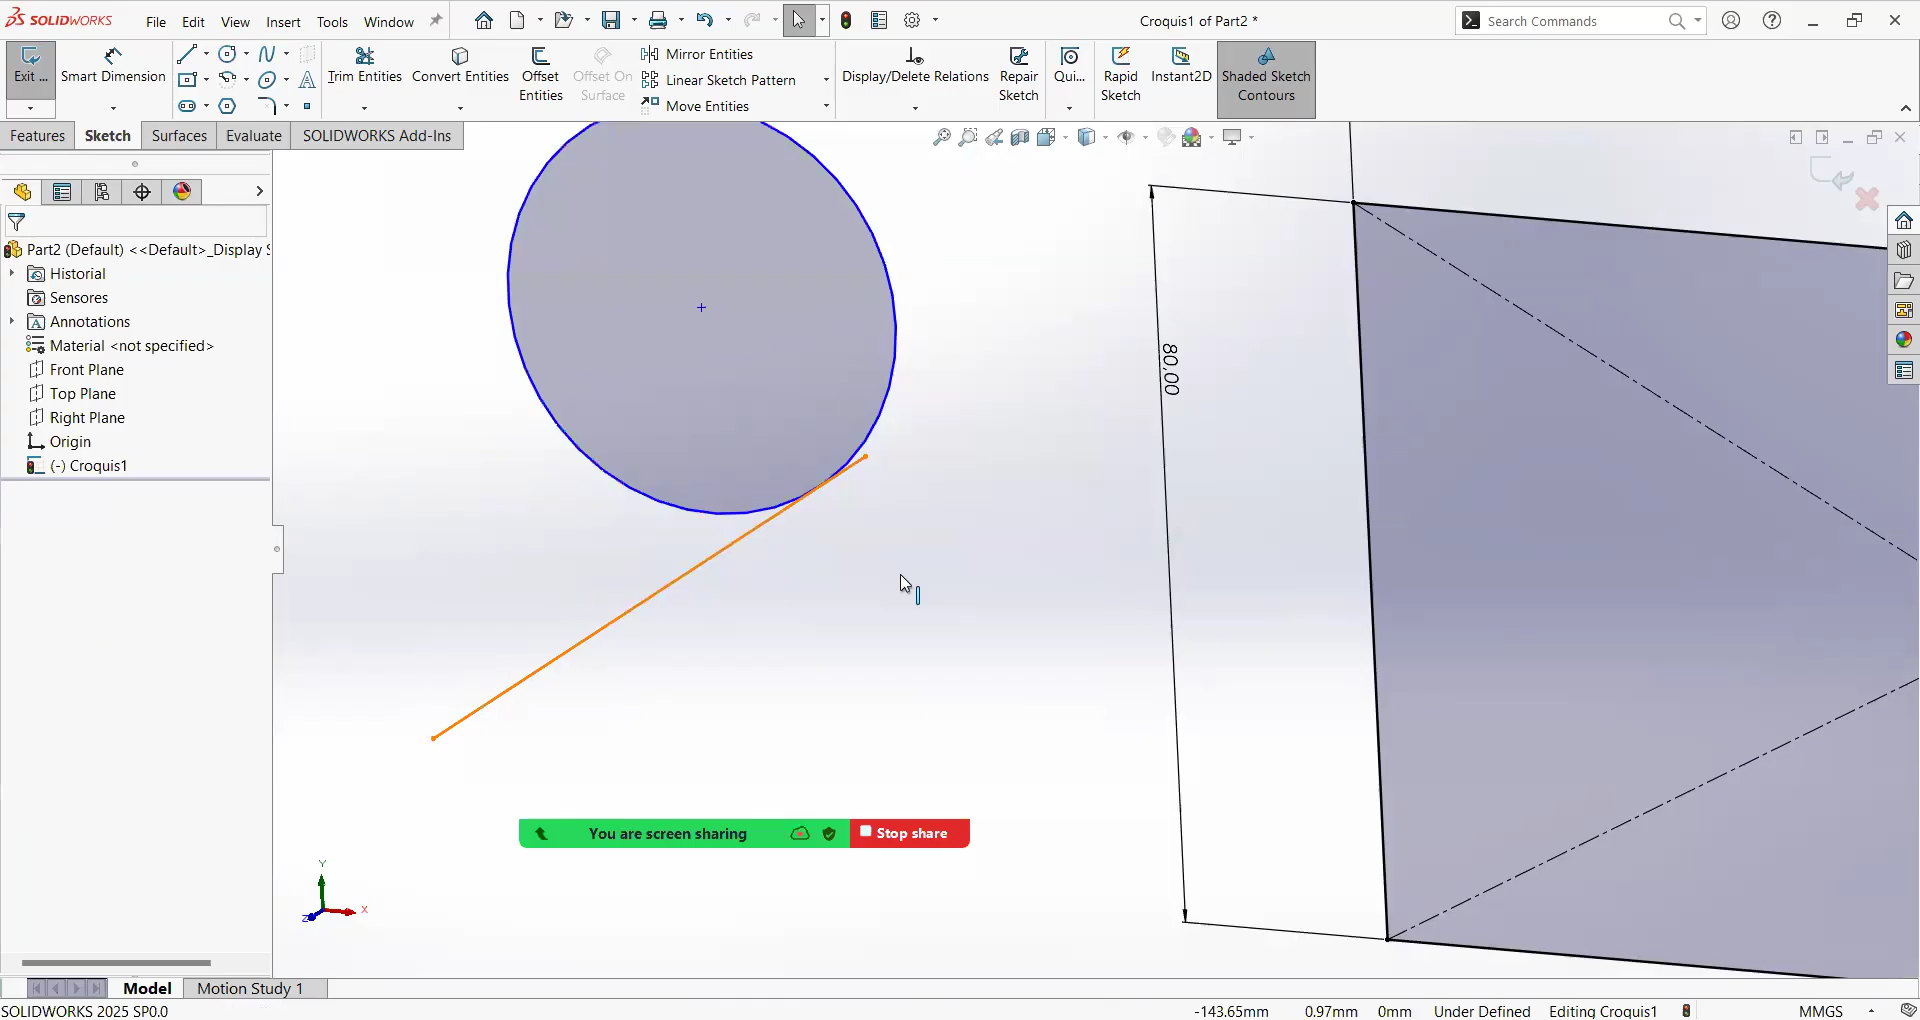 SOLIDWORKS
File Edit View Insert Tools Window
Croquis1 of Part2 *
Search Commands
Exit ...
Smart Dimension
Trim Entities
Convert Entities
Offset Entities
Offset On Surface
Mirror Entities
Linear Sketch Pattern
Move Entities
Display/Delete Relations
Repair Sketch
Qui...
Rapid Sketch
Instant2D
Shaded Sketch Contours
Features Sketch Surfaces Evaluate SOLIDWORKS Add-Ins
Part2 (Default) <<Default>_Display S
Historial
Sensores
Annotations
Material <not specified>
Front Plane
Top Plane
Right Plane
Origin
(-) Croquis1
80,00
You are screen sharing
Stop share
Y
Z
X
Model Motion Study 1
SOLIDWORKS 2025 SP0.0
-143.65mm 0.97mm 0mm Under Defined Editing Croquis1 MMGS